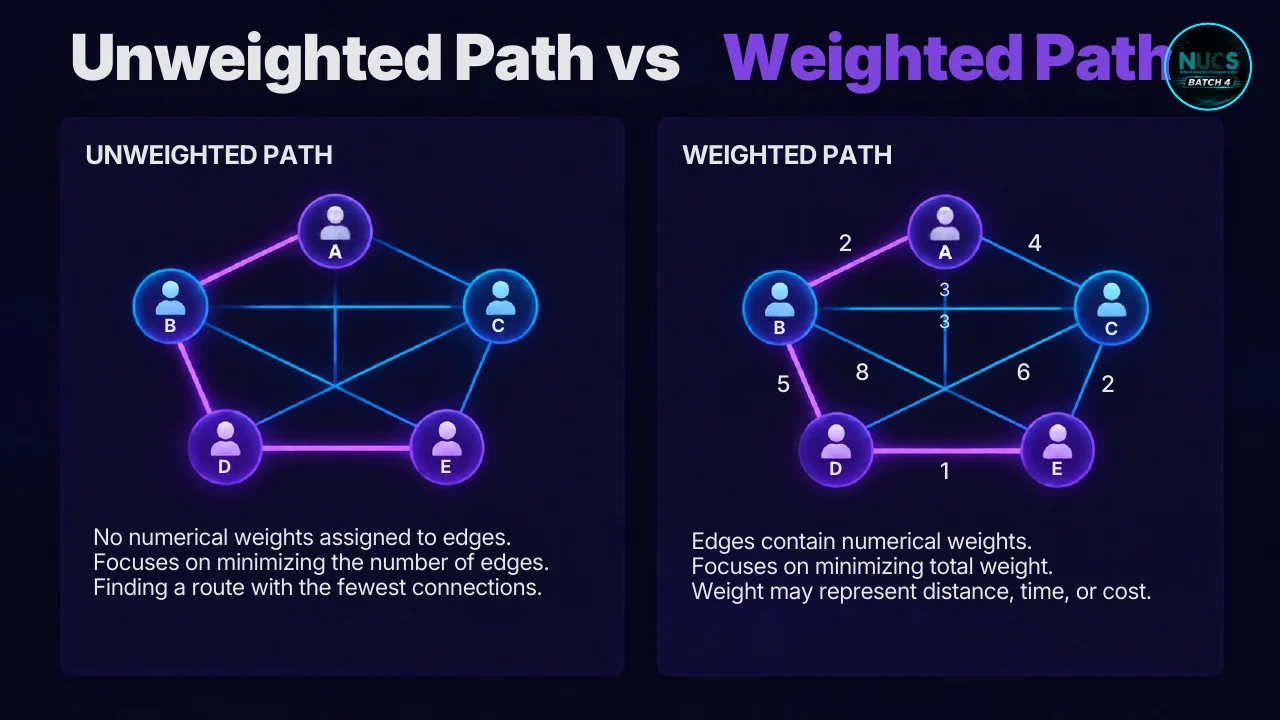 Unweighted Path vs Weighted Path
NUCS
BATCH 4
UNWEIGHTED PATH
A
B
C
D
E
No numerical weights assigned to edges.
Focuses on minimizing the number of edges.
Finding a route with the fewest connections.
WEIGHTED PATH
A
2
4
3
B
3
C
8
6
5
2
D
E
1
Edges contain numerical weights.
Focuses on minimizing total weight.
Weight may represent distance, time, or cost.